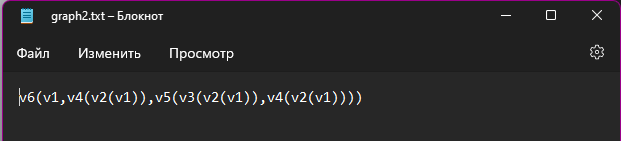 graph2.txt – Блокнот
Файл Изменить Просмотр
v6(v1,v4(v2(v1)),v5(v3(v2(v1)),v4(v2(v1))))